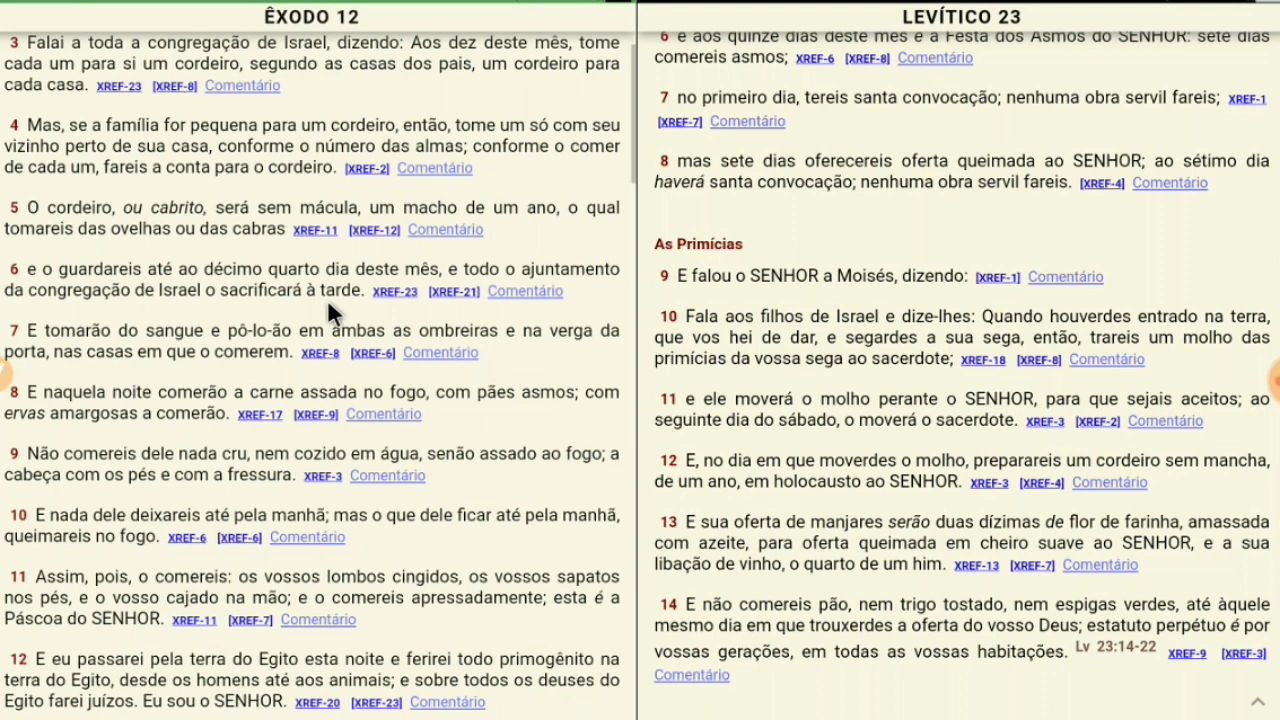 ÊXODO 12
3 Falai a toda a congregação de Israel, dizendo: Aos dez deste mês, tome
cada um para si um cordeiro, segundo as casas dos pais, um cordeiro para
cada casa. XREF-23 [XREF-8] Comentário
4 Mas, se a família for pequena para um cordeiro, então, tome um só com seu
vizinho perto de sua casa, conforme o número das almas; conforme o comer
de cada um, fareis a conta para o cordeiro. [XREF-2] Comentário
5 O cordeiro, ou cabrito, será sem mácula, um macho de um ano, o qual
tomareis das ovelhas ou das cabras XREF-11 [XREF-12] Comentário
6 e o guardareis até ao décimo quarto dia deste mês, e todo o ajuntamento
da congregação de Israel o sacrificará à tarde. XREF-23 [XREF-21] Comentário
7 E tomarão do sangue e pô-lo-ão em ambas as ombreiras e na verga da
porta, nas casas em que o comerem. XREF-8 [XREF-6] Comentário
8 E naquela noite comerão a carne assada no fogo, com pães asmos; com
ervas amargosas a comerão. XREF-17 [XREF-9] Comentário
9 Não comereis dele nada cru, nem cozido em água, senão assado ao fogo; a
cabeça com os pés e com a fressura. XREF-3 Comentário
10 E nada dele deixareis até pela manhã; mas o que dele ficar até pela manhã,
queimareis no fogo. XREF-6 [XREF-6] Comentário
11 Assim, pois, o comereis: os vossos lombos cingidos, os vossos sapatos
nos pés, e o vosso cajado na mão; e o comereis apressadamente; esta é a
Páscoa do SENHOR. XREF-11 [XREF-7] Comentário
12 E eu passarei pela terra do Egito esta noite e ferirei todo primogênito na
terra do Egito, desde os homens até aos animais; e sobre todos os deuses do
Egito farei juízos. Eu sou o SENHOR. XREF-20 [XREF-23] Comentário
LEVÍTICO 23
6 e aos quinze dias deste mês é a Festa dos Asmos do SENHOR: sete dias
comereis asmos; XREF-6 [XREF-8] Comentário
7 no primeiro dia, tereis santa convocação; nenhuma obra servil fareis; XREF-1
[XREF-7] Comentário
8 mas sete dias oferecereis oferta queimada ao SENHOR; ao sétimo dia
haverá santa convocação; nenhuma obra servil fareis. [XREF-4] Comentário
As Primícias
9 E falou o SENHOR a Moisés, dizendo: [XREF-1] Comentário
10 Fala aos filhos de Israel e dize-lhes: Quando houverdes entrado na terra,
que vos hei de dar, e segardes a sua sega, então, trareis um molho das
primícias da vossa sega ao sacerdote; XREF-18 [XREF-8] Comentário
11 e ele moverá o molho perante o SENHOR, para que sejais aceitos; ao
seguinte dia do sábado, o moverá o sacerdote. XREF-3 [XREF-2] Comentário
12 E, no dia em que moverdes o molho, preparareis um cordeiro sem mancha,
de um ano, em holocausto ao SENHOR. XREF-3 [XREF-4] Comentário
13 E sua oferta de manjares serão duas dízimas de flor de farinha, amassada
com azeite, para oferta queimada em cheiro suave ao SENHOR, e a sua
libação de vinho, o quarto de um him. XREF-13 [XREF-7] Comentário
14 E não comereis pão, nem trigo tostado, nem espigas verdes, até àquele
mesmo dia em que trouxerdes a oferta do vosso Deus; estatuto perpétuo é por
vossas gerações, em todas as vossas habitações. Lv 23:14-22 XREF-9 [XREF-3]
Comentário